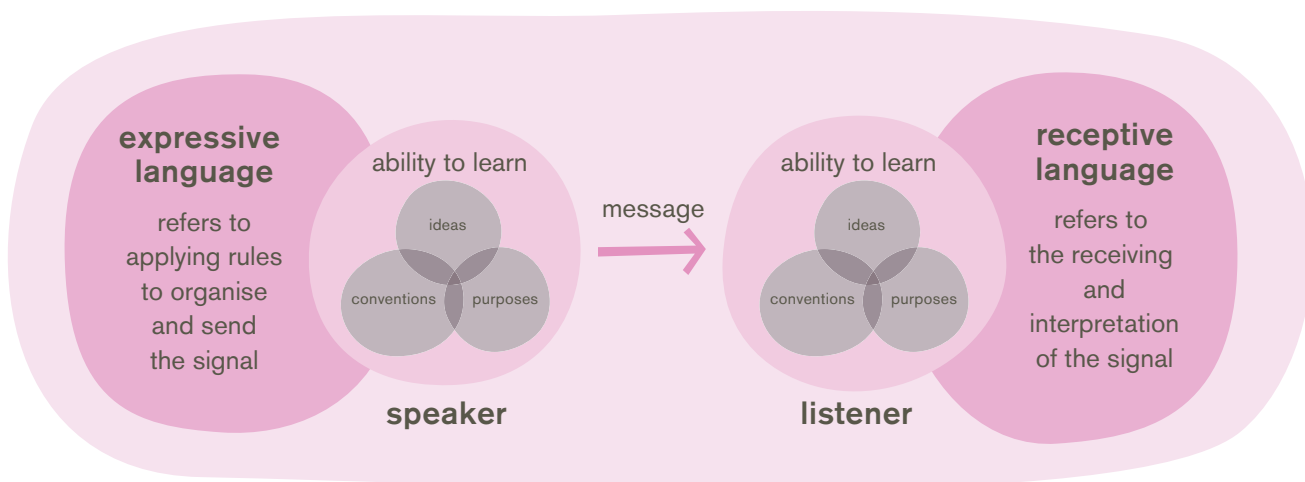 expressive
language
refers to
applying rules
to organise
and send
the signal
ability to learn
ideas
conventions
purposes
speaker
message
ability to learn
ideas
conventions
purposes
listener
receptive
language
refers to
the receiving
and
interpretation
of the signal